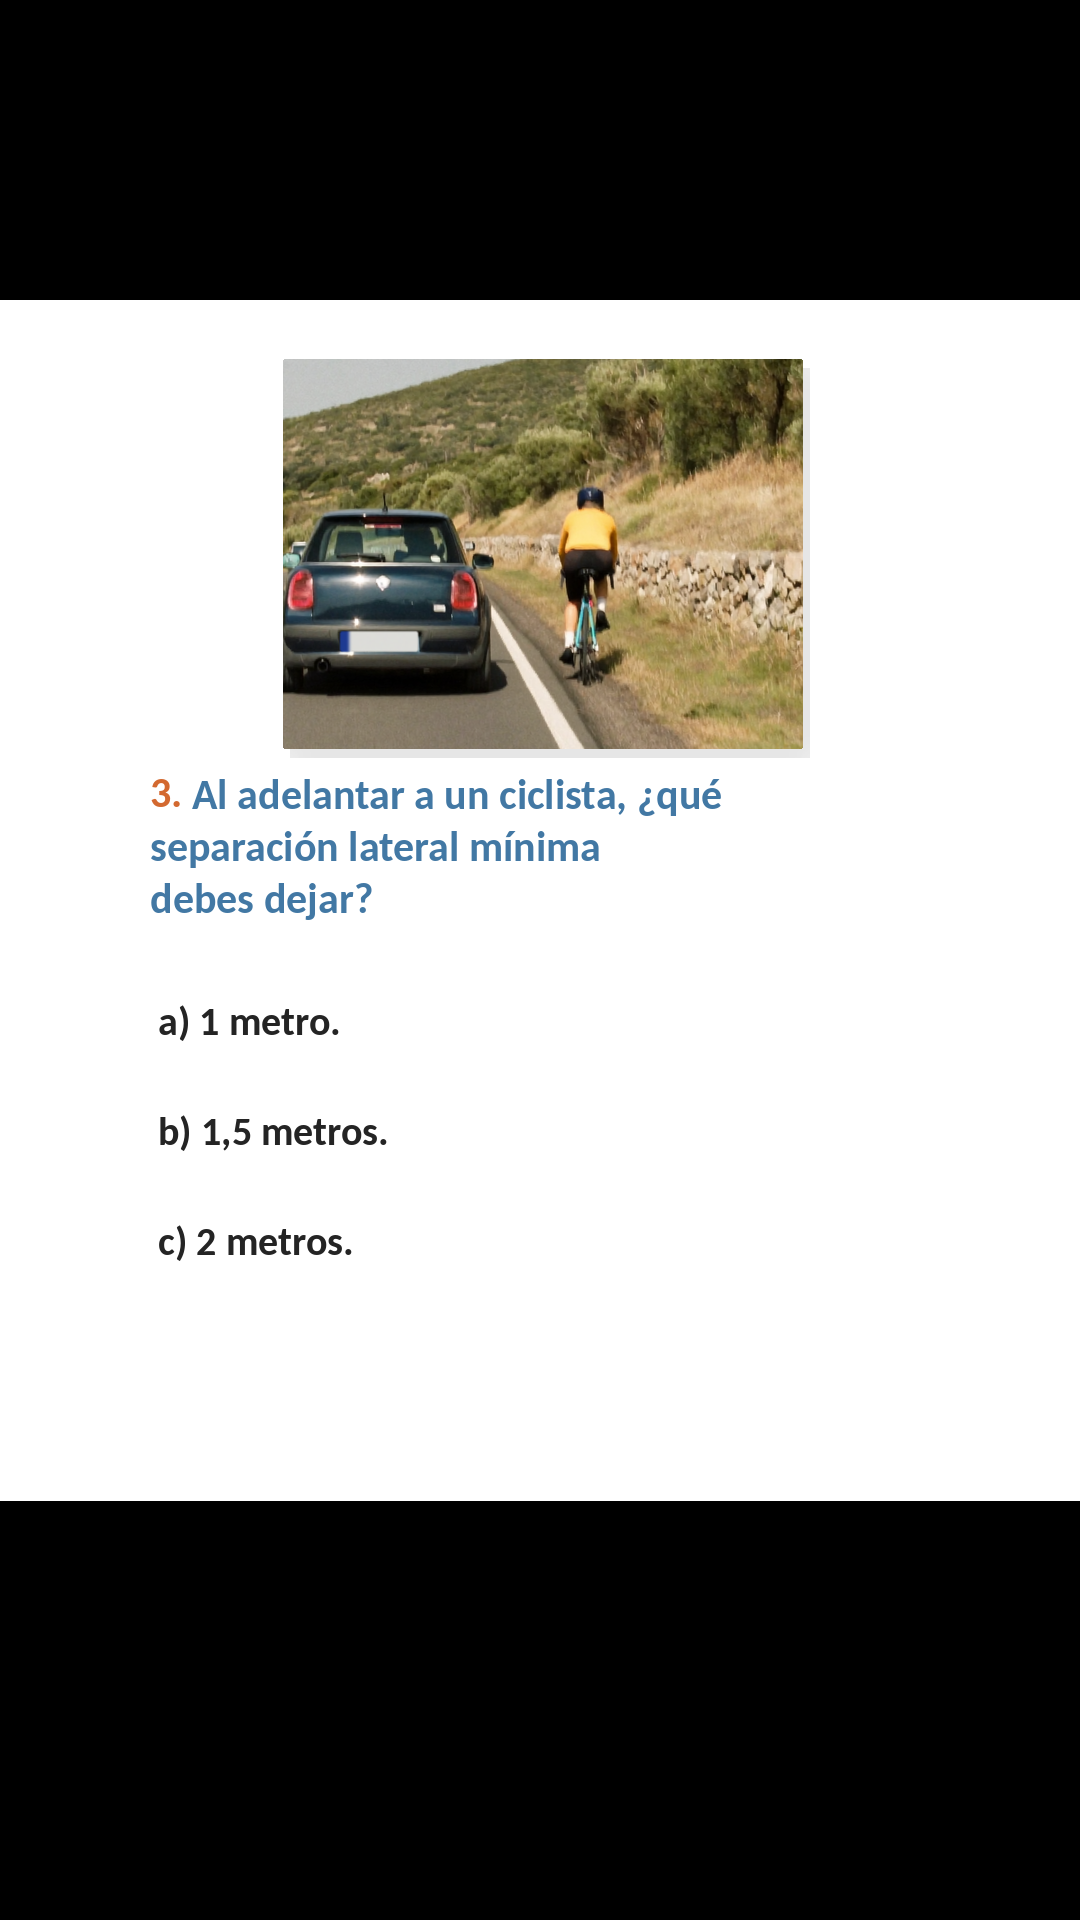 3. Al adelantar a un ciclista, ¿qué
separación lateral mínima
debes dejar?
a) 1 metro.
b) 1,5 metros.
c) 2 metros.